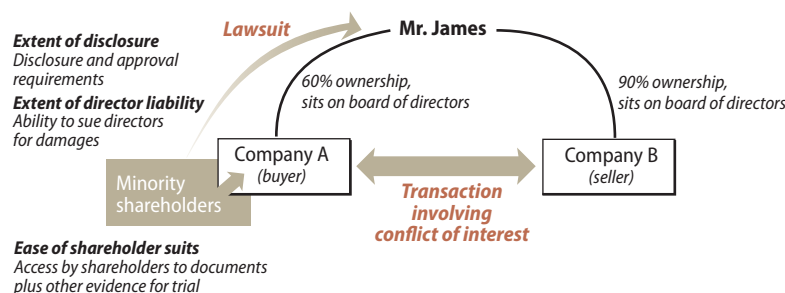 Lawsuit
Mr. James
Extent of disclosure
Disclosure and approval
requirements
Extent of director liability
Ability to sue directors
for damages
60% ownership,
sits on board of directors
90% ownership,
sits on board of directors
Company A
(buyer)
Company B
(seller)
Minority
shareholders
Transaction
involving
conflict of interest
Ease of shareholder suits
Access by shareholders to documents
plus other evidence for trial